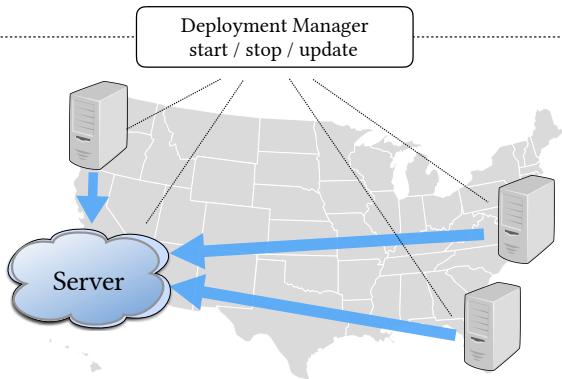 Deployment Manager
start / stop / update
Server